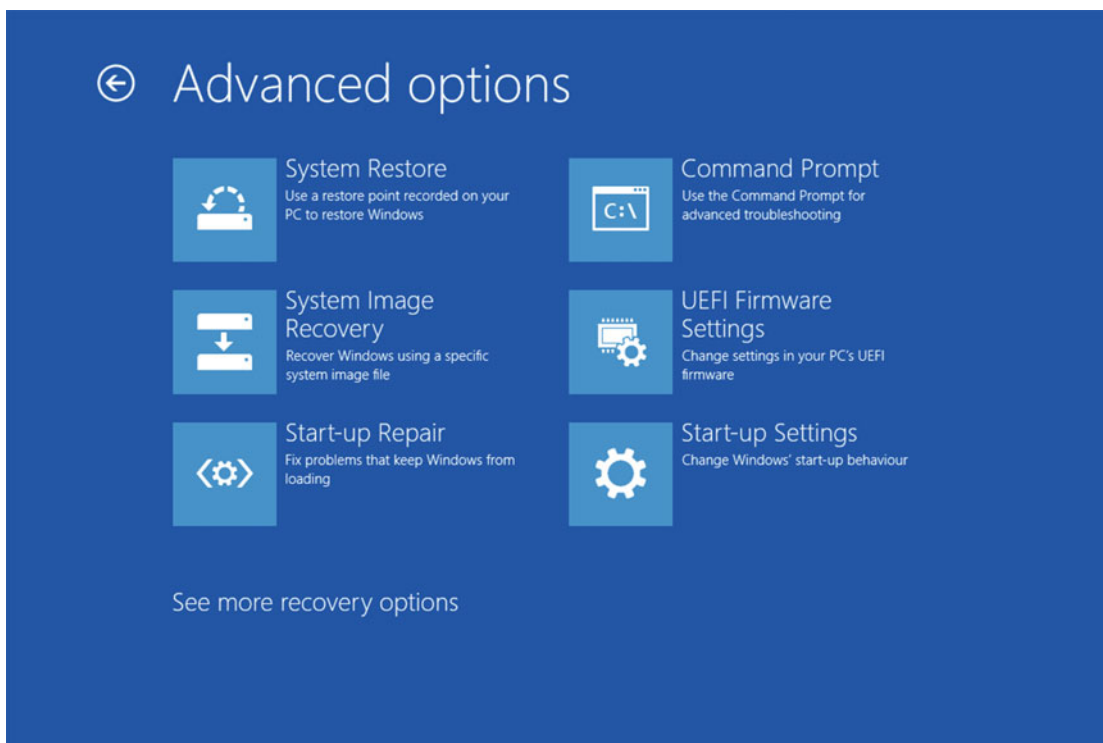 Advanced options
System Restore
Use a restore point recorded on your
PC to restore Windows
Command Prompt
Use the Command Prompt for
advanced troubleshooting
C:\
System Image
Recovery
Recover Windows using a specific
system image file
UEFI Firmware
Settings
Change settings in your PC's UEFI
firmware
Start-up Repair
Fix problems that keep Windows from
loading
Start-up Settings
Change Windows' start-up behaviour
See more recovery options